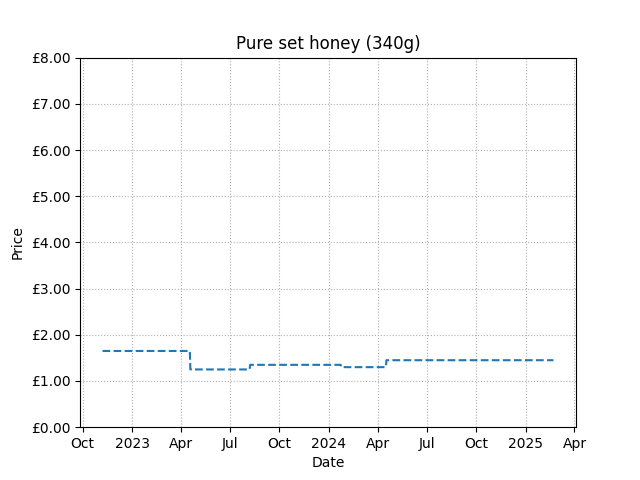 Pure set honey (340g)
£8.00
£7.00
£6.00
£5.00
£4.00
£3.00
£2.00
£1.00
£0.00
Price
Oct 2023 Apr Jul Oct 2024 Apr Jul Oct 2025 Apr
Date